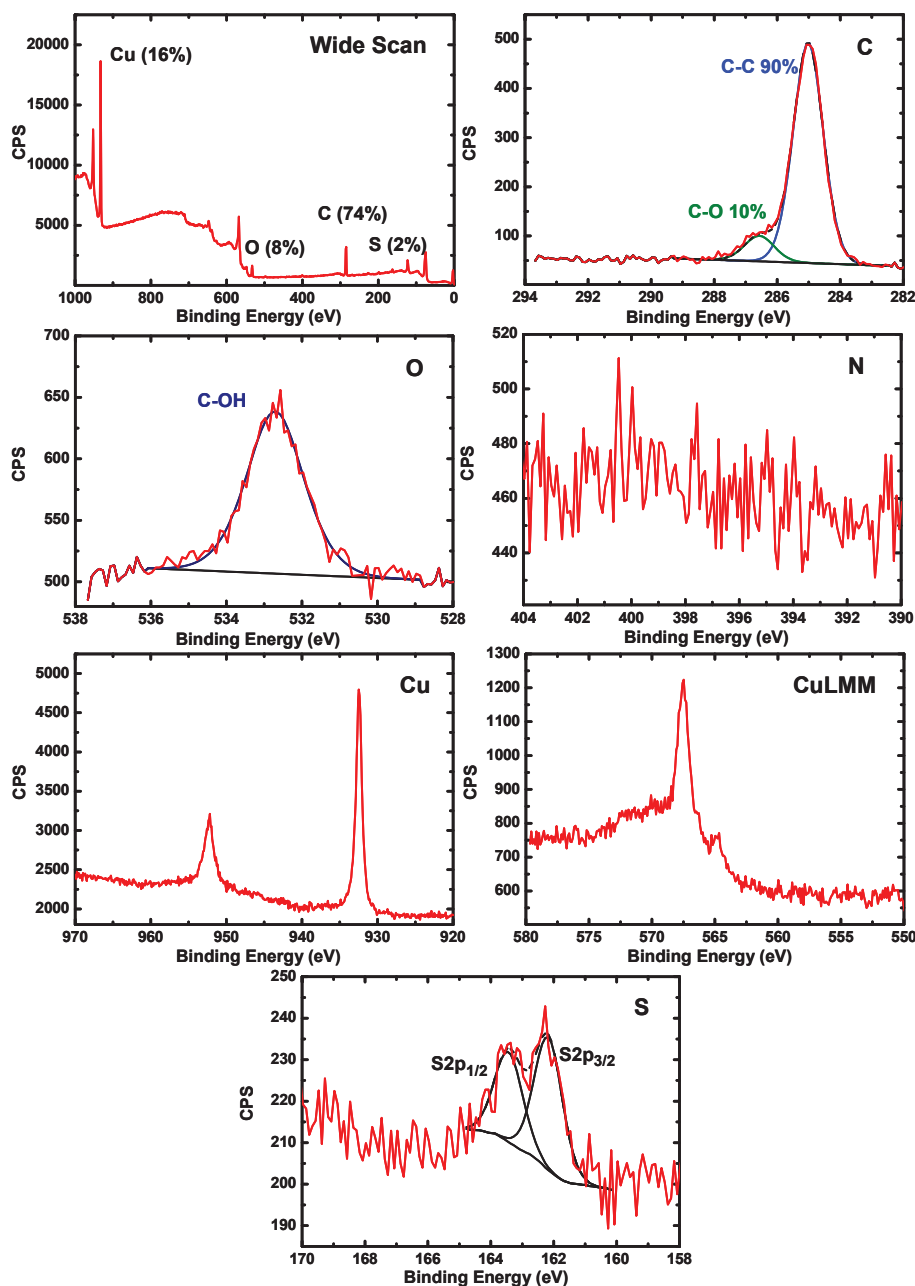 Wide Scan
Cu (16%)
O (8%)
C (74%)
S (2%)
CPS
20000
15000
10000
5000
0
1000 800 600 400 200 0
Binding Energy (eV)
C
C-C 90%
C-O 10%
CPS
500
400
300
200
100
0
294 292 290 288 286 284 282
Binding Energy (eV)
O
C-OH
CPS
700
650
600
550
500
538 536 534 532 530 528
Binding Energy (eV)
N
CPS
520
500
480
460
440
404 402 400 398 396 394 392 390
Binding Energy (eV)
Cu
CPS
5000
4500
4000
3500
3000
2500
2000
970 960 950 940 930 920
Binding Energy (eV)
CuLMM
CPS
1300
1200
1100
1000
900
800
700
600
580 575 570 565 560 555 550
Binding Energy (eV)
S
S2p1/2
S2p3/2
CPS
250
240
230
220
210
200
190
170 168 166 164 162 160 158
Binding Energy (eV)